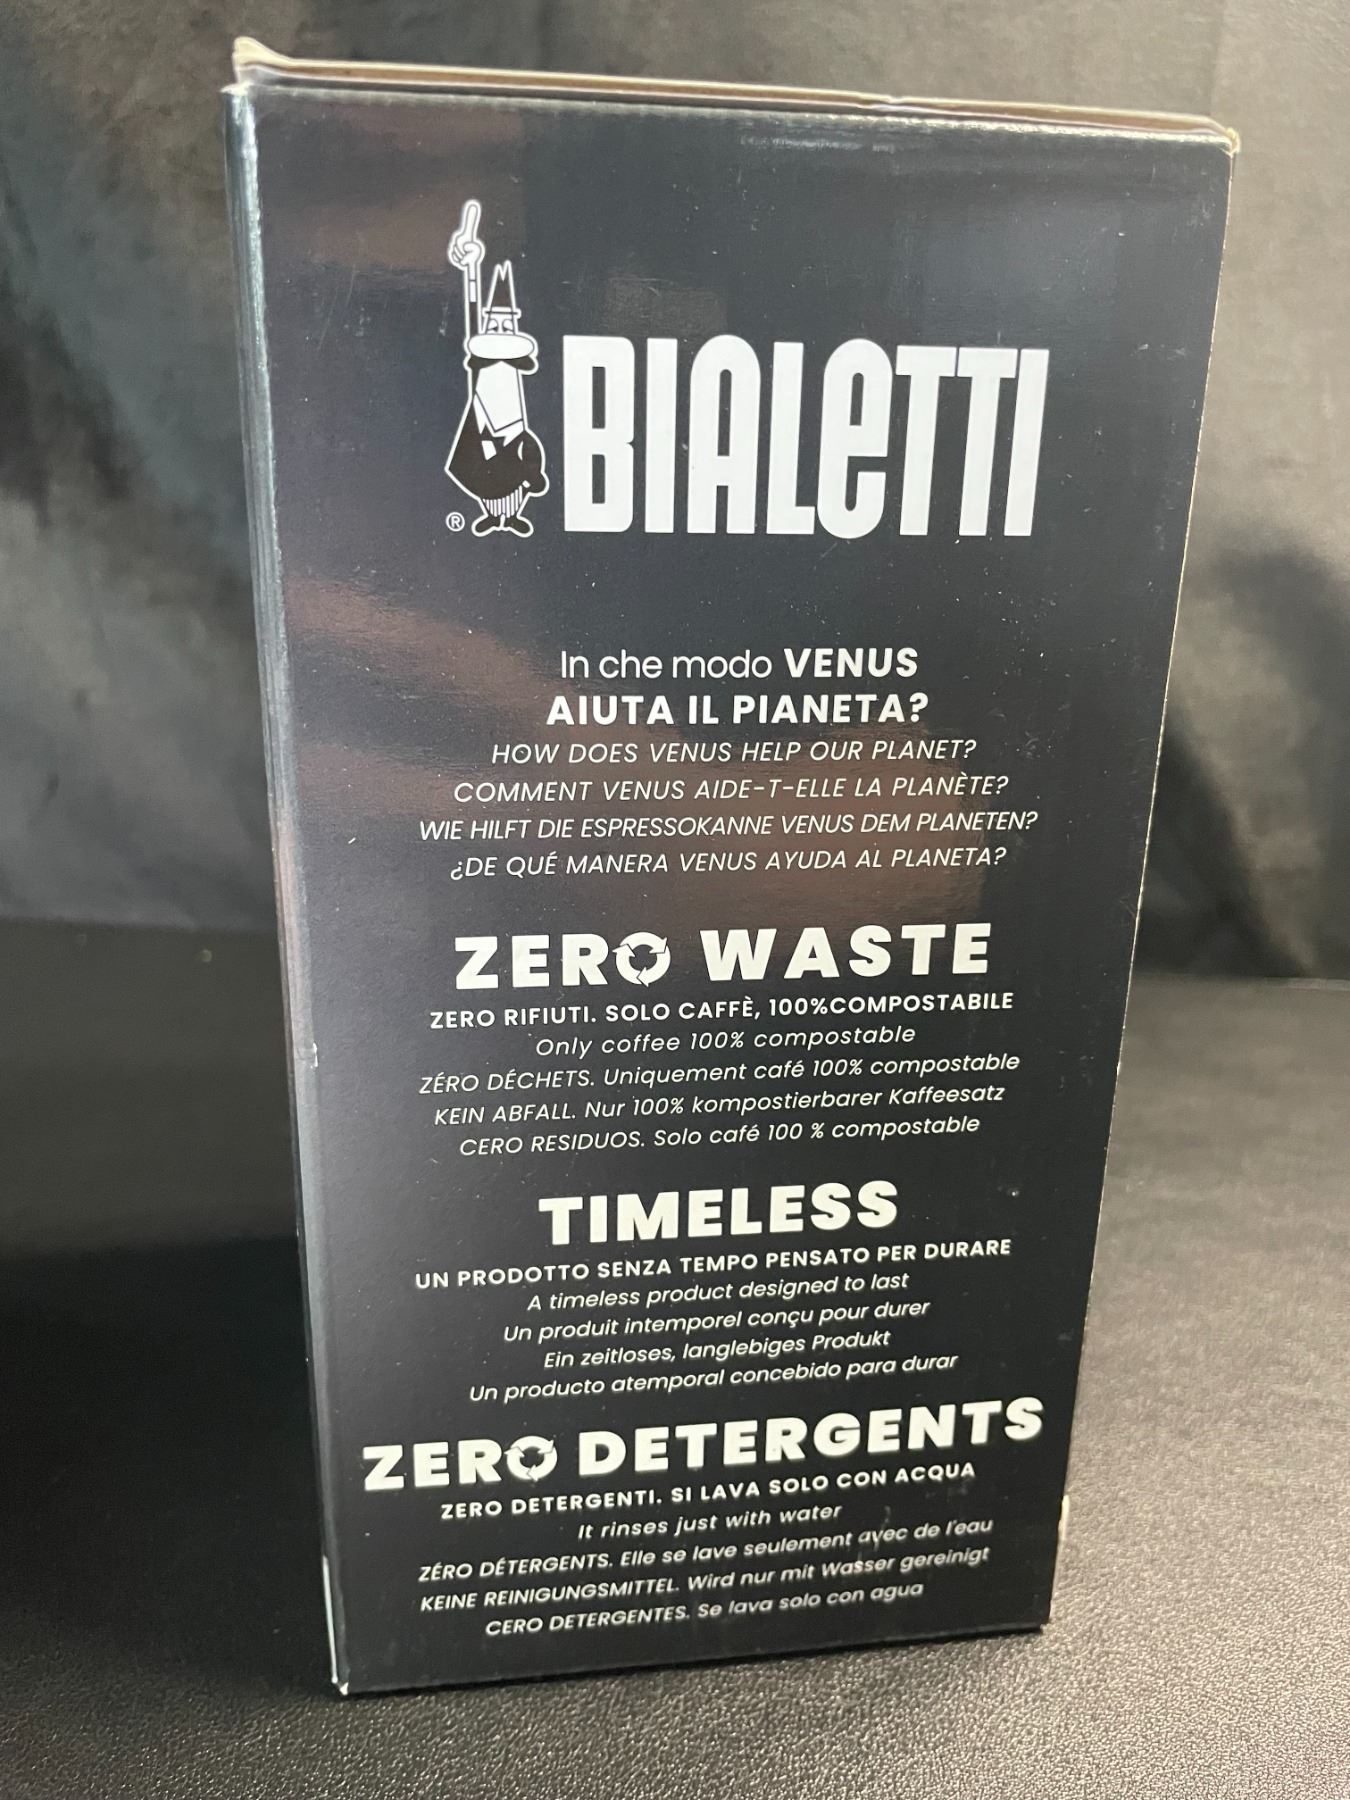 ®
BIALeTTI
In che modo VENUS
AIUTA IL PIANETA?
HOW DOES VENUS HELP OUR PLANET?
COMMENT VENUS AIDE-T-ELLE LA PLANÈTE?
WIE HILFT DIE ESPRESSOKANNE VENUS DEM PLANETEN?
¿DE QUÉ MANERA VENUS AYUDA AL PLANETA?
ZERO WASTE
ZERO RIFIUTI. SOLO CAFFÈ, 100%COMPOSTABILE
Only coffee 100% compostable
ZÉRO DÉCHETS. Uniquement café 100% compostable
KEIN ABFALL. Nur 100% kompostierbarer Kaffeesatz
CERO RESIDUOS. Solo café 100 % compostable
TIMELESS
UN PRODOTTO SENZA TEMPO PENSATO PER DURARE
A timeless product designed to last
Un produit intemporel conçu pour durer
Ein zeitloses, langlebiges Produkt
Un producto atemporal concebido para durar
ZERO DETERGENTS
ZERO DETERGENTI. SI LAVA SOLO CON ACQUA
It rinses just with water
ZÉRO DÉTERGENTS. Elle se lave seulement avec de l'eau
KEINE REINIGUNGSMITTEL. Wird nur mit Wasser gereinigt
CERO DETERGENTES. Se lava solo con agua